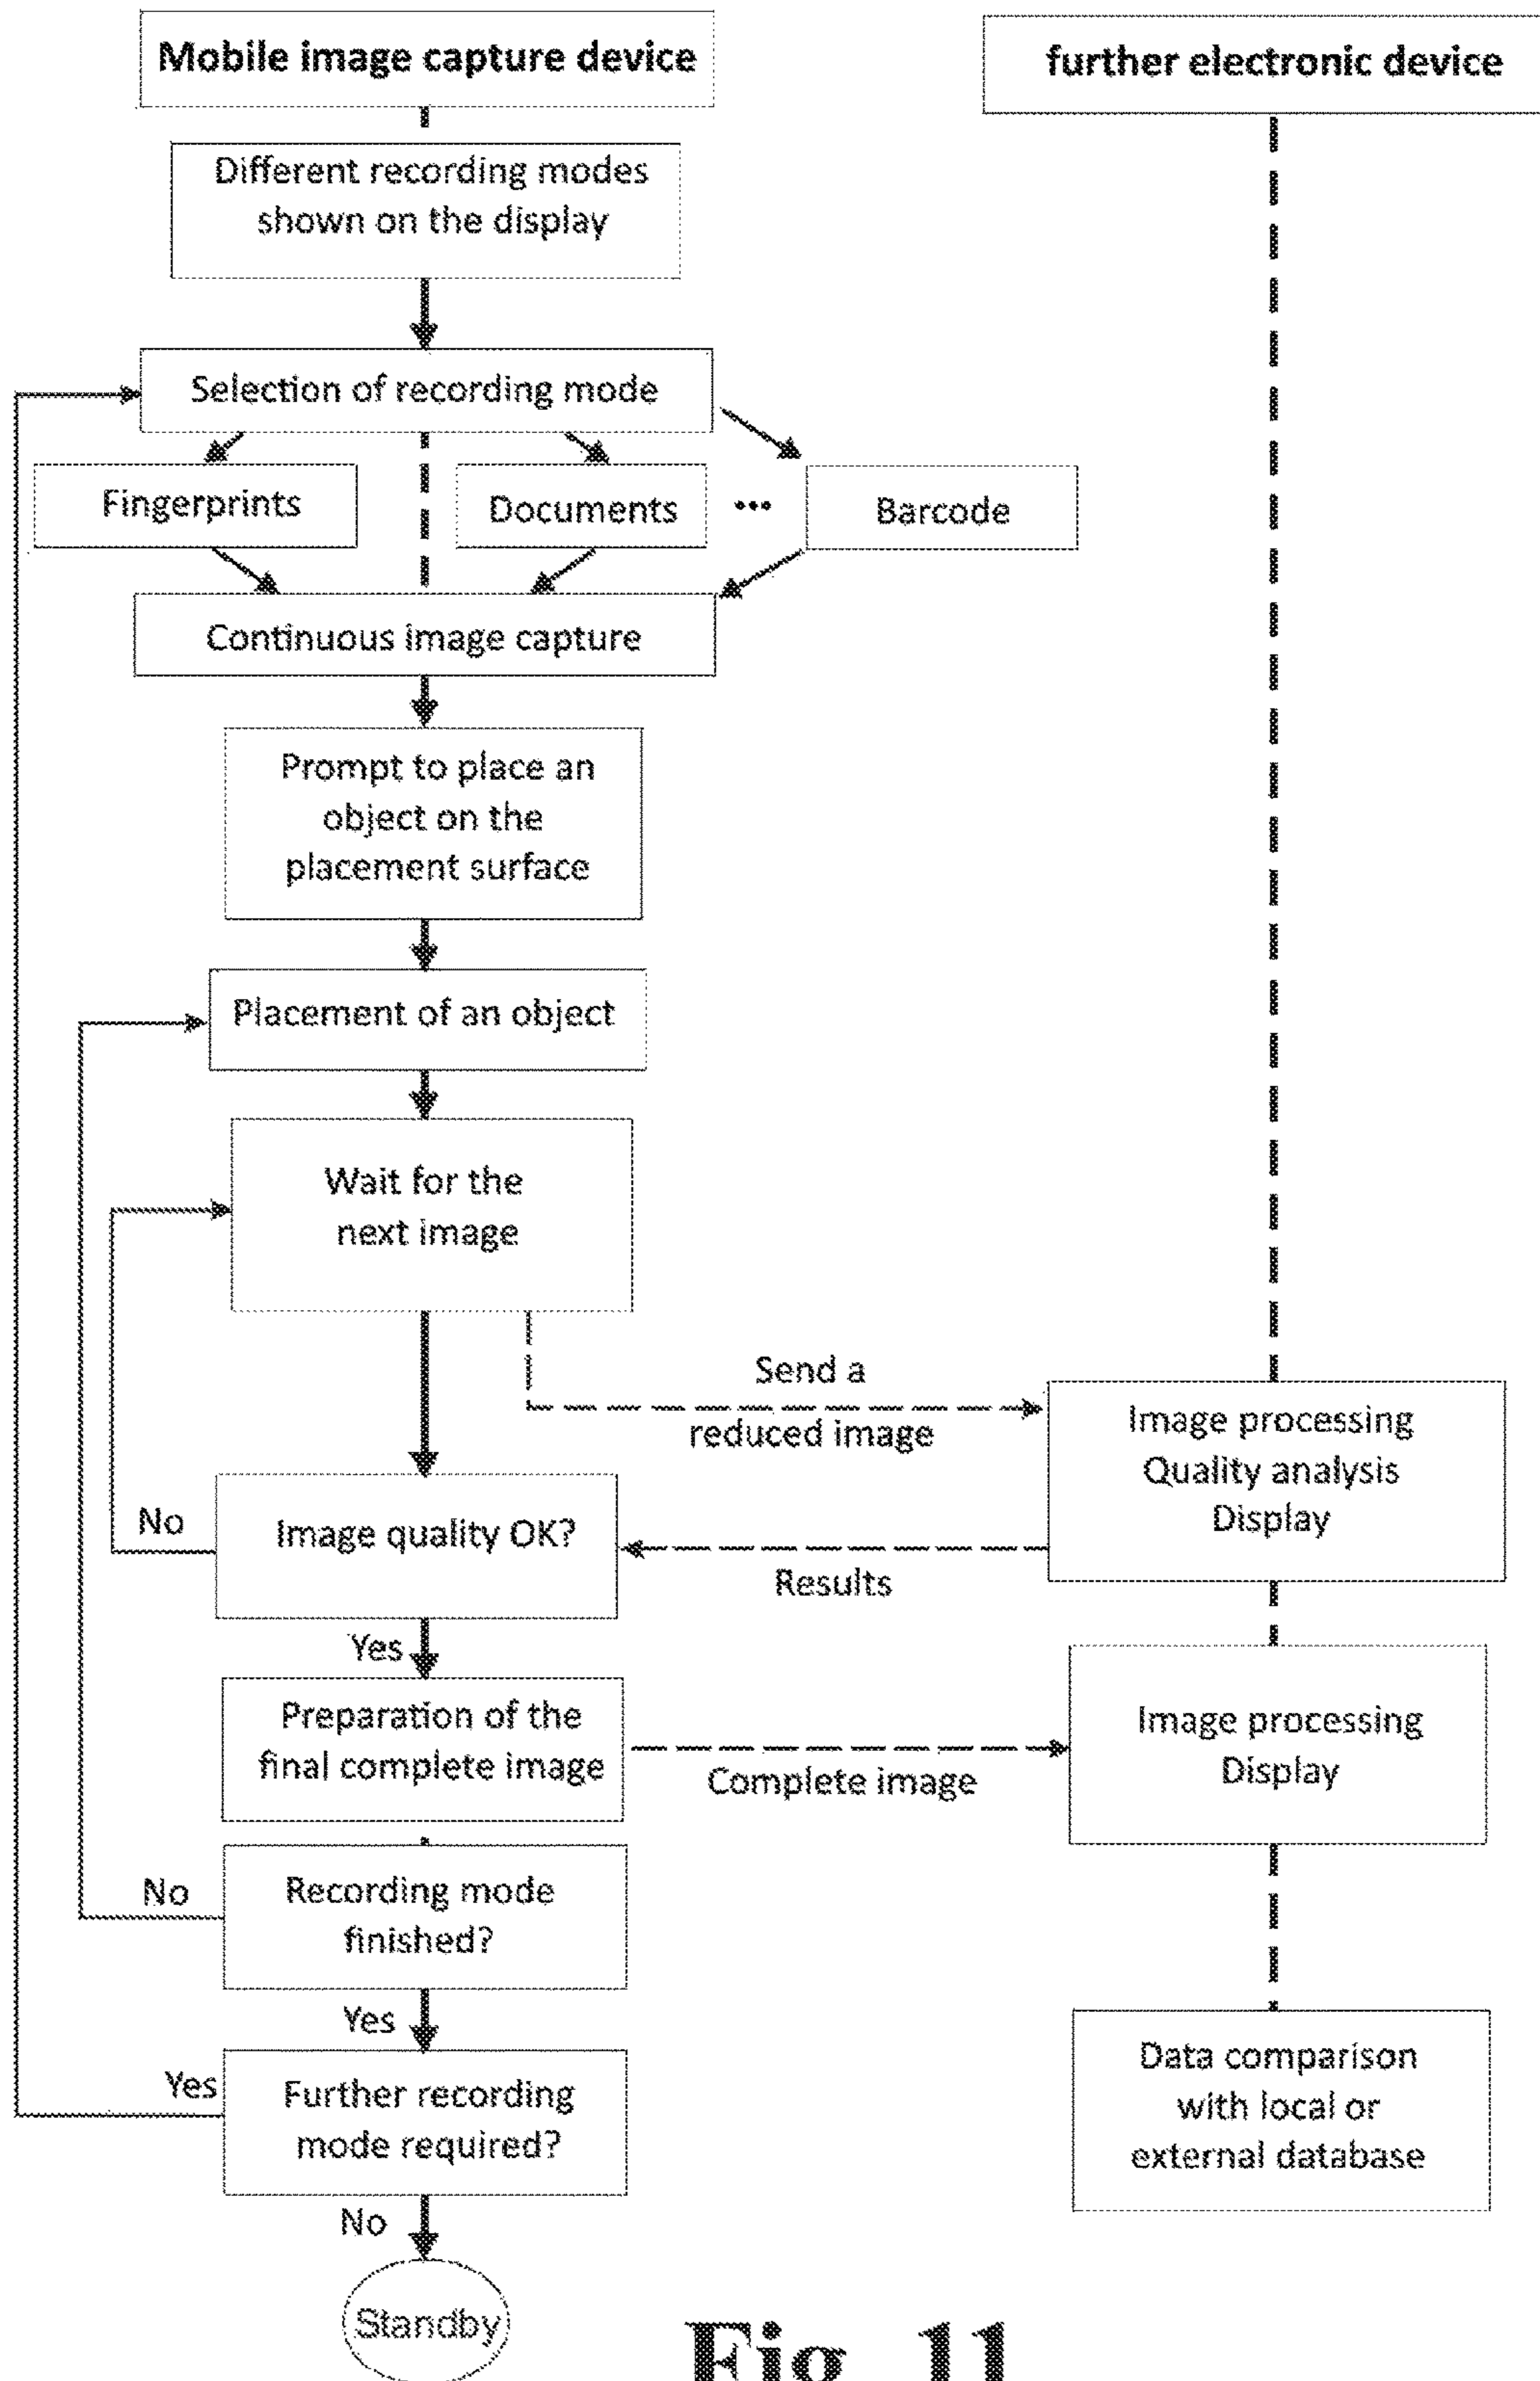 Mobile image capture device
further electronic device
Different recording modes
shown on the display
Selection of recording mode
Fingerprints
Documents
•••
Barcode
Continuous image capture
Prompt to place an
object on the
placement surface
Placement of an object
Wait for the
next image
Send a
reduced image
Image processing
Quality analysis
Display
No
Image quality OK?
Results
Yes
Preparation of the
final complete image
Complete image
Image processing
Display
No
Recording mode
finished?
Yes
Yes
Further recording
mode required?
Data comparison
with local or
external database
No
Standby
Fig. 11